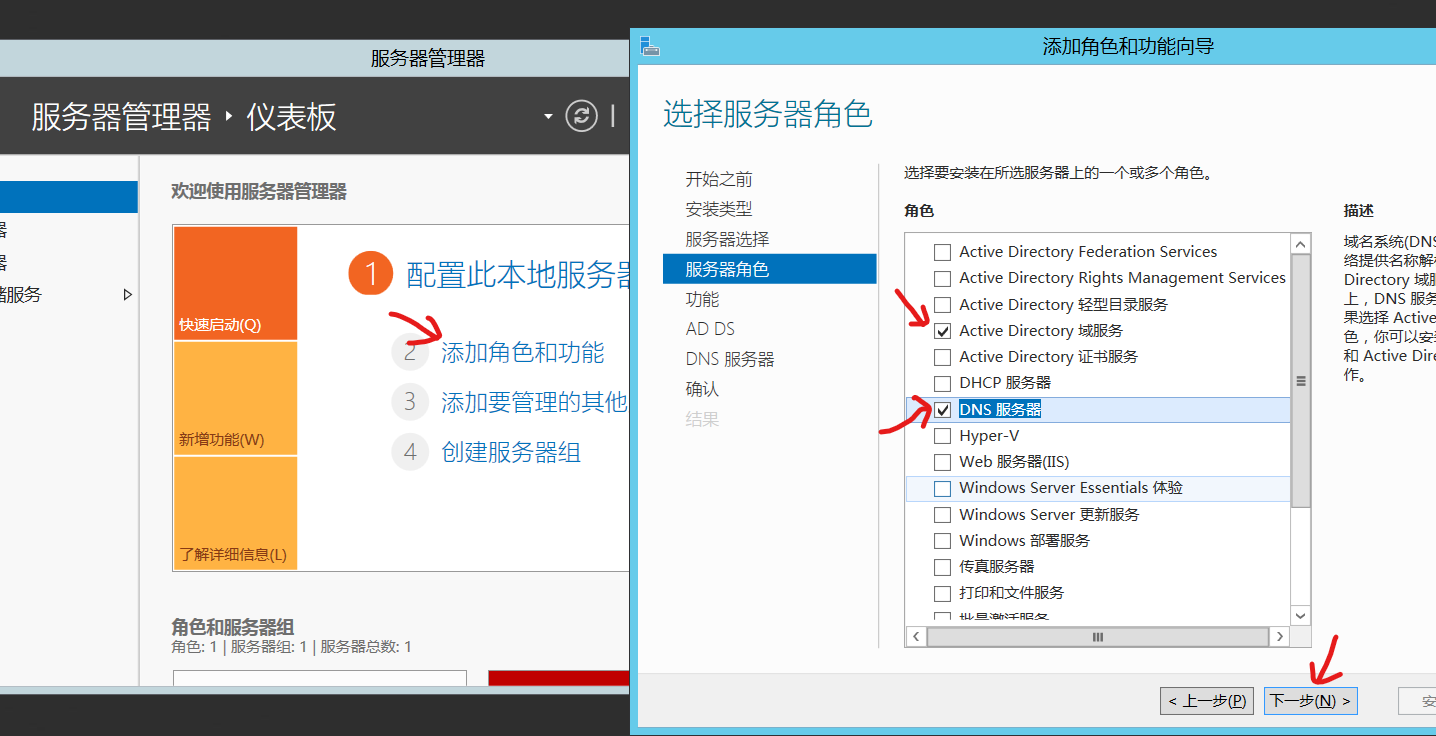 服务器管理器
服务器管理器 仪表板
器
器
储服务
欢迎使用服务器管理器
快速启动(Q)
新增功能(W)
了解详细信息(L)
1 配置此本地服务器
2 添加角色和功能
3 添加要管理的其他
4 创建服务器组
角色和服务器组
角色: 1 | 服务器组: 1 | 服务器总数: 1
添加角色和功能向导
选择服务器角色
开始之前
安装类型
服务器选择
服务器角色
功能
AD DS
DNS 服务器
确认
结果
选择要安装在所选服务器上的一个或多个角色。
角色
Active Directory Federation Services
Active Directory Rights Management Services
Active Directory 轻型目录服务
Active Directory 域服务
Active Directory 证书服务
DHCP 服务器
DNS 服务器
Hyper-V
Web 服务器(IIS)
Windows Server Essentials 体验
Windows Server 更新服务
Windows 部署服务
传真服务器
打印和文件服务
批量激活服务
描述
域名系统(DNS
络提供名称解析
Directory 域服
上，DNS 服务
果选择 Active
色，你可以安装
和 Active Dire
作。
< 上一步(P)
下一步(N) >
安